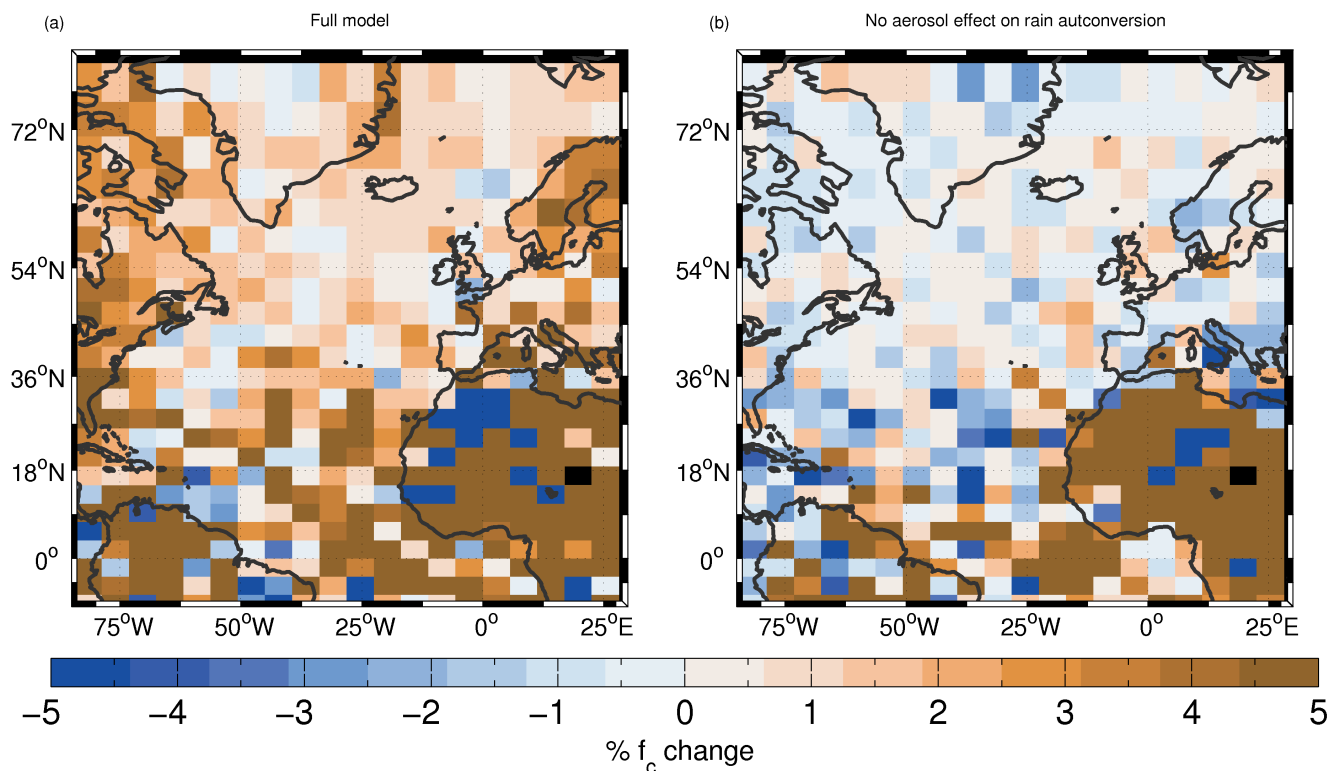 (a) Full model
(b) No aerosol effect on rain autconversion
72°N
54°N
36°N
18°N
0°
75°W 50°W 25°W 0° 25°E
72°N
54°N
36°N
18°N
0°
75°W 50°W 25°W 0° 25°E
−5 −4 −3 −2 −1 0 1 2 3 4 5
% f_c change